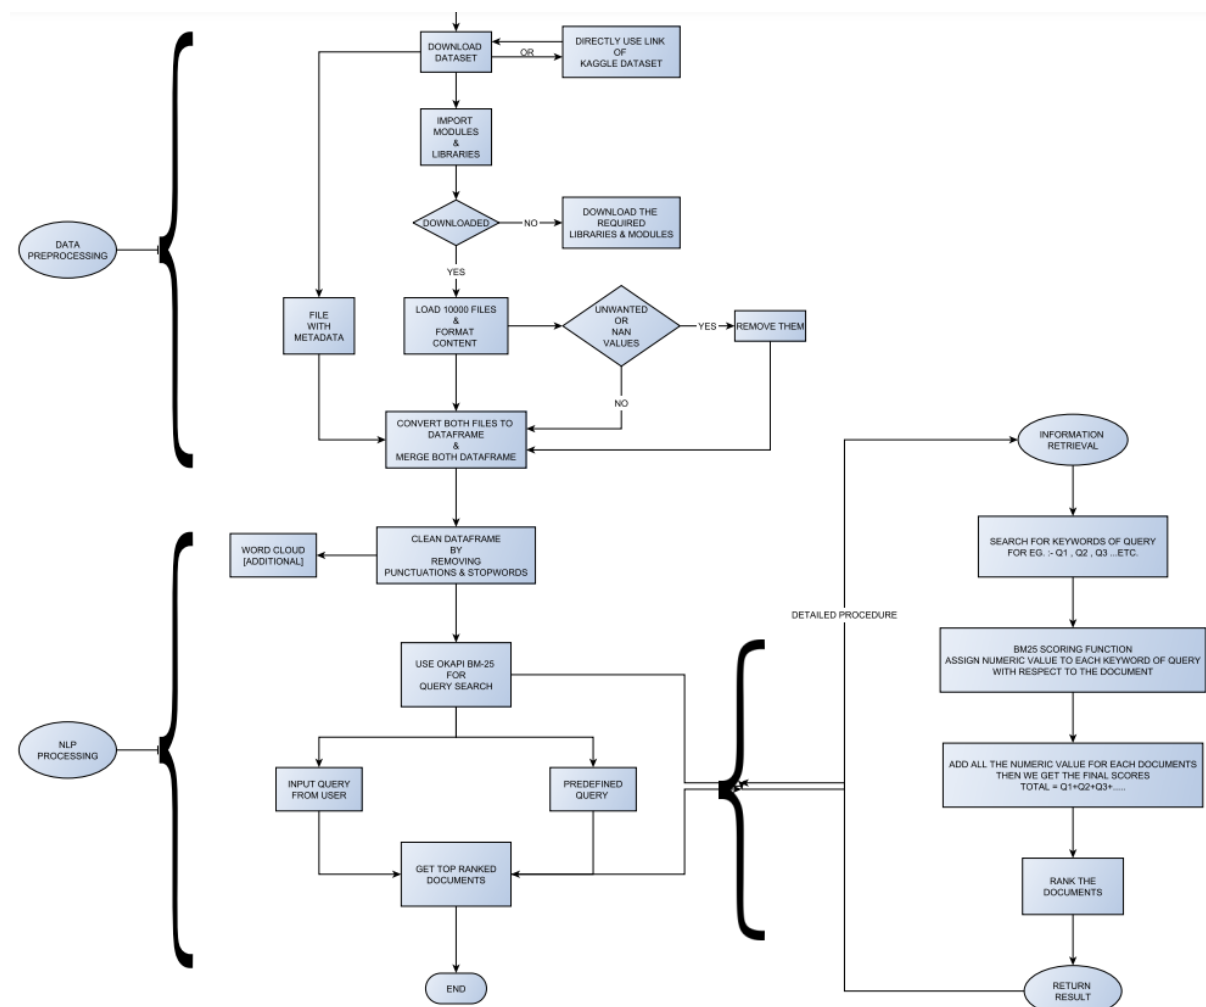 DOWNLOAD
DATASET
OR
DIRECTLY USE LINK
OF
KAGGLE DATASET
IMPORT
MODULES
&
LIBRARIES
DOWNLOADED
NO
DOWNLOAD THE
REQUIRED
LIBRARIES & MODULES
DATA
PREPROCESSING
YES
FILE
WITH
METADATA
LOAD 10000 FILES
&
FORMAT
CONTENT
UNWANTED
OR
NAN
VALUES
YES
REMOVE THEM
NO
CONVERT BOTH FILES TO
DATAFRAME
&
MERGE BOTH DATAFRAME
INFORMATION
RETRIEVAL
WORD CLOUD
[ADDITIONAL]
CLEAN DATAFRAME
BY
REMOVING
PUNCTUATIONS & STOPWORDS
SEARCH FOR KEYWORDS OF QUERY
FOR EG. :- Q1 , Q2 , Q3 ...ETC.
DETAILED PROCEDURE
USE OKAPI BM-25
FOR
QUERY SEARCH
BM25 SCORING FUNCTION
ASSIGN NUMERIC VALUE TO EACH KEYWORD OF QUERY
WITH RESPECT TO THE DOCUMENT
NLP
PROCESSING
INPUT QUERY
FROM USER
PREDEFINED
QUERY
ADD ALL THE NUMERIC VALUE FOR EACH DOCUMENTS
THEN WE GET THE FINAL SCORES
TOTAL = Q1+Q2+Q3+.....
GET TOP RANKED
DOCUMENTS
RANK THE
DOCUMENTS
END
RETURN
RESULT